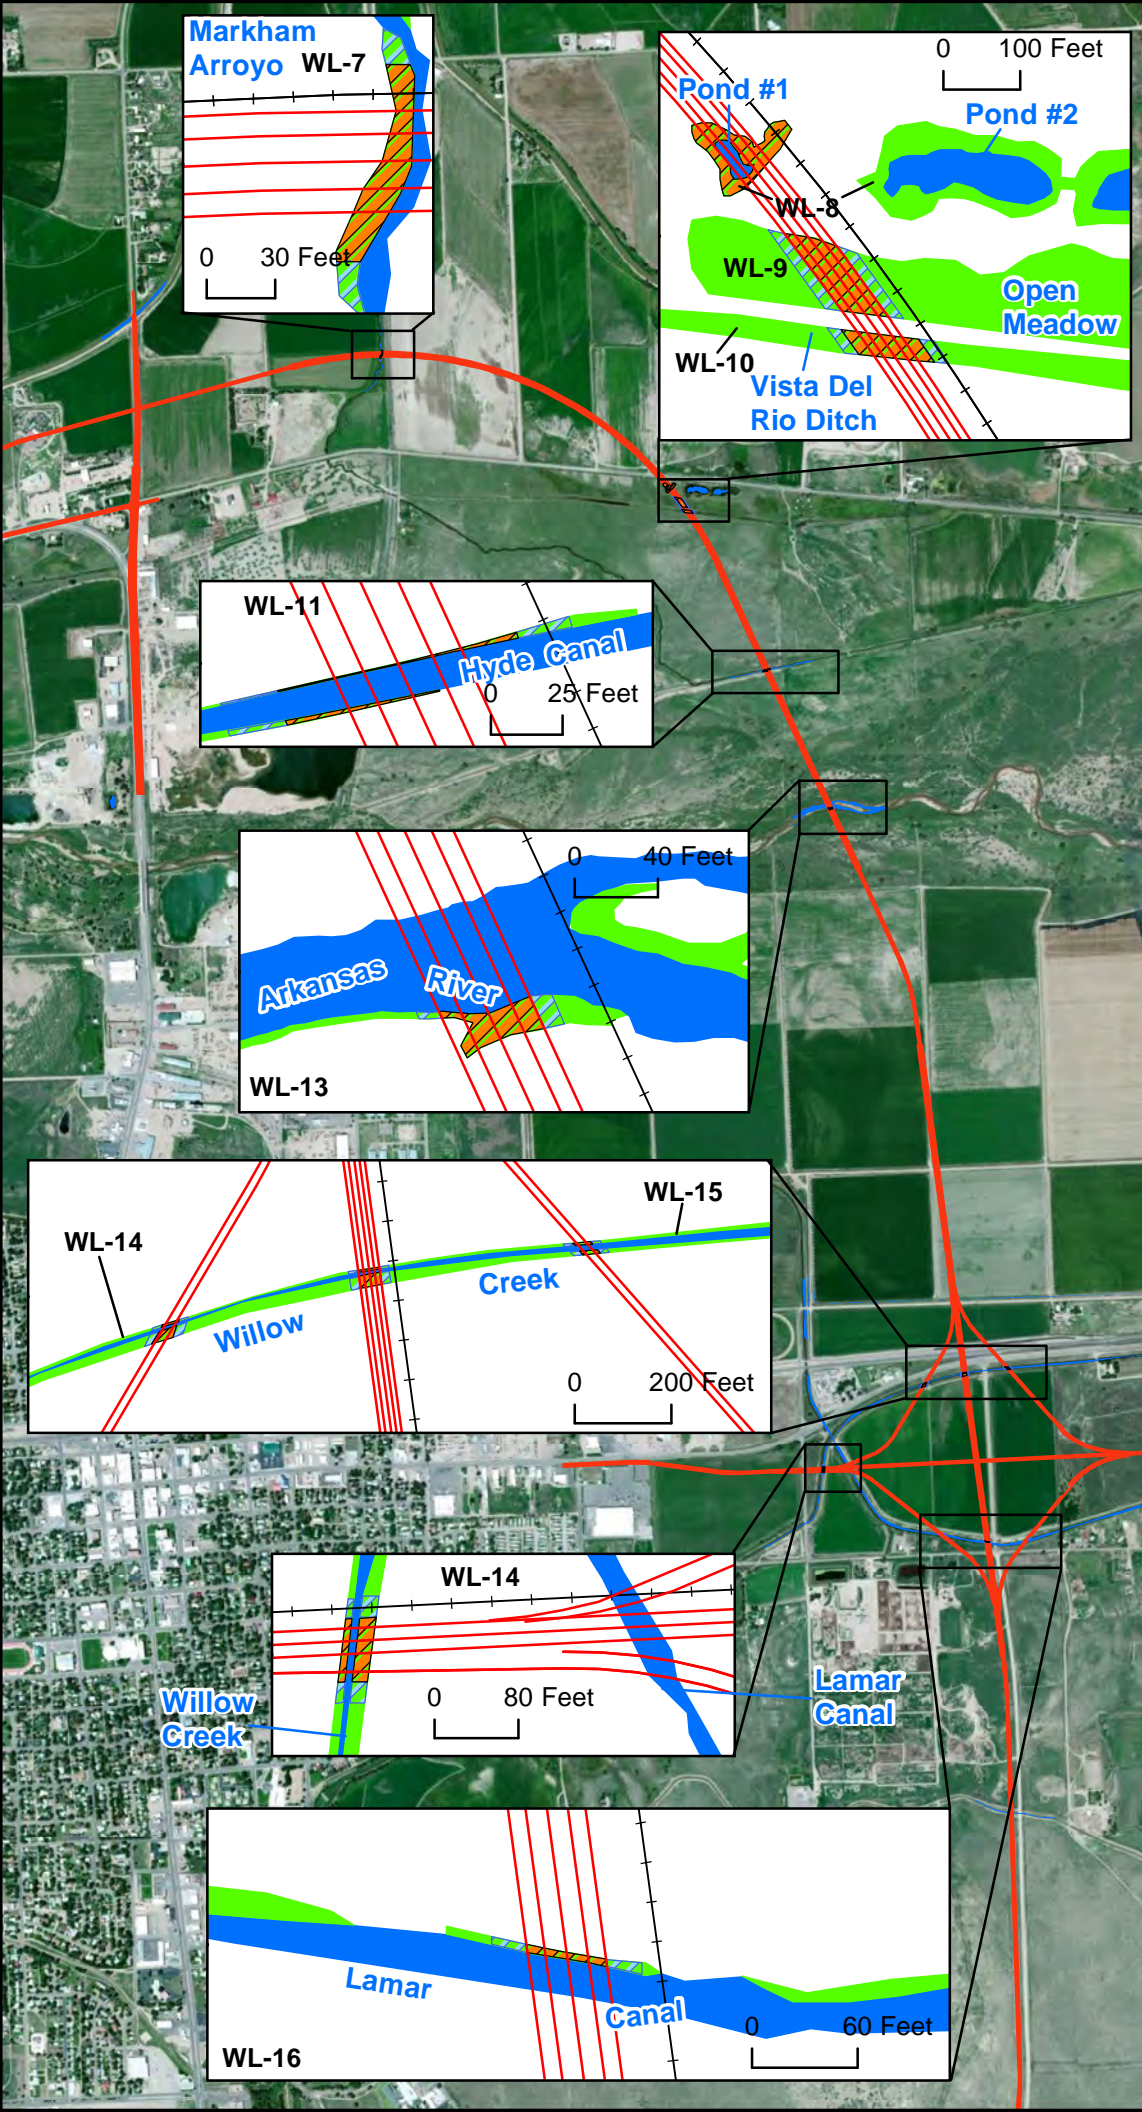 Markham
Arroyo
WL-7
0 30 Feet
0 100 Feet
Pond #1
Pond #2
WL-8
WL-9
Open
Meadow
WL-10
Vista Del
Rio Ditch
WL-11
Hyde Canal
0 25 Feet
0 40 Feet
Arkansas River
WL-13
WL-15
WL-14
Creek
Willow
0 200 Feet
WL-14
Willow
Creek
0 80 Feet
Lamar
Canal
Lamar
Canal
0 60 Feet
WL-16